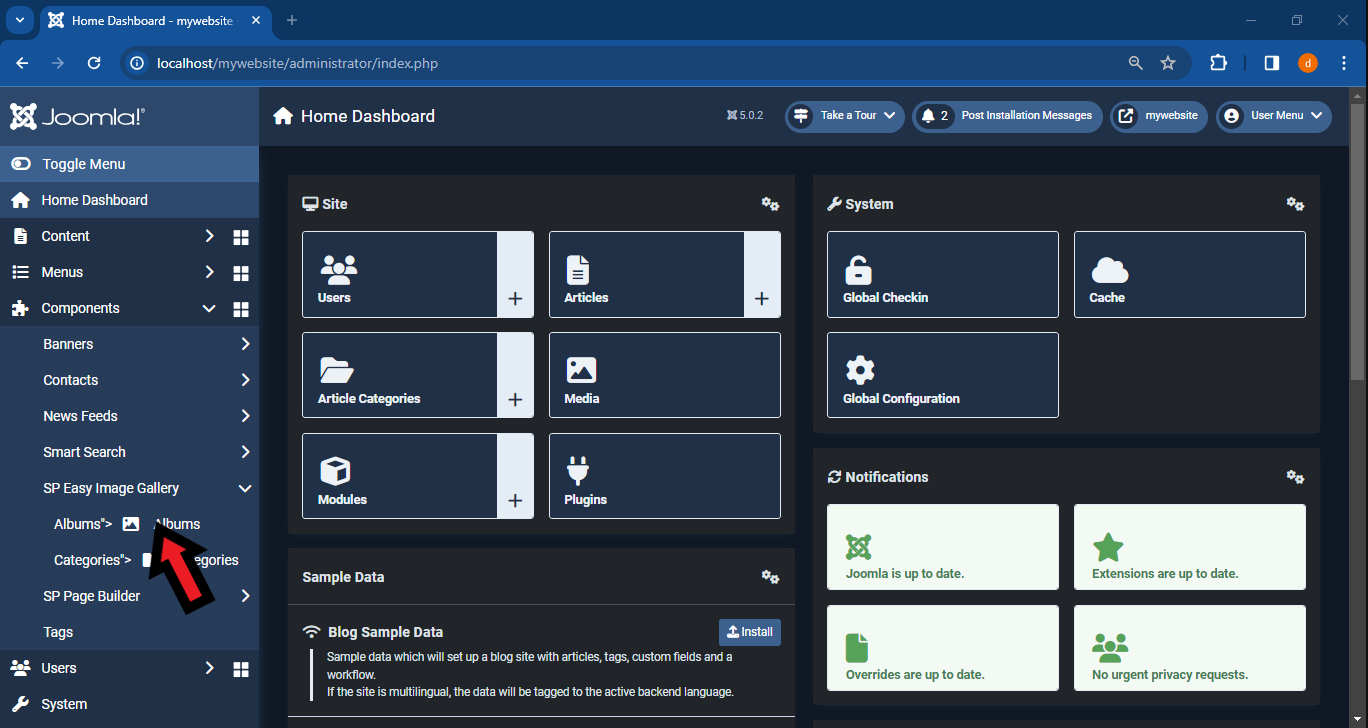 Home Dashboard - mywebsite
localhost/mywebsite/administrator/index.php
d
Joomla!®
Home Dashboard
5.0.2
Take a Tour
2 Post Installation Messages
mywebsite
User Menu
Toggle Menu
Home Dashboard
Content
Menus
Components
Banners
Contacts
News Feeds
Smart Search
SP Easy Image Gallery
Albums"> Albums
Categories">
SP Page Builder
Tags
Users
System
Site
Users
Articles
Article Categories
Media
Modules
Plugins
Sample Data
Blog Sample Data
Install
Sample data which will set up a blog site with articles, tags, custom fields and a
workflow.
If the site is multilingual, the data will be tagged to the active backend language.
System
Global Checkin
Cache
Global Configuration
Notifications
Joomla is up to date.
Extensions are up to date.
Overrides are up to date.
No urgent privacy requests.